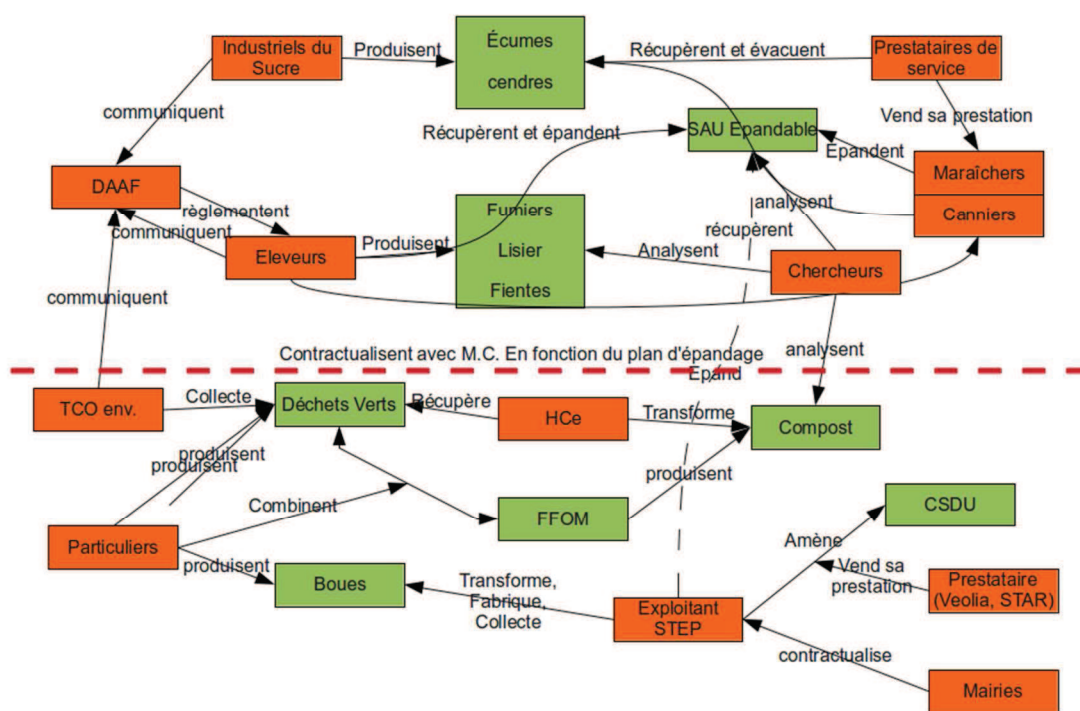 Industriels du
Sucre
Produisent
Écumes
cendres
Récupèrent et évacuent
Prestataires de
service
communiquent
Vend sa prestation
Récupèrent et épandent
SAU Epandable
Épandent
DAAF
Maraîchers
règlementent
analysent
communiquent
Fumiers
Canniers
récupèrent
Produisent
Eleveurs
Lisier
Analysent
Chercheurs
Fientes
communiquent
Contractualisent avec M.C. En fonction du plan d'épandage
analysent
Epand
TCO env.
Collecte
Déchets Verts
Récupère
HCe
Transforme
Compost
produisent
produisent
produisent
Combinent
FFOM
CSDU
Particuliers
Amène
produisent
Boues
Transforme,
Fabrique,
Collecte
Vend sa
prestation
Prestataire
(Veolia, STAR)
Exploitant
STEP
contractualise
Mairies